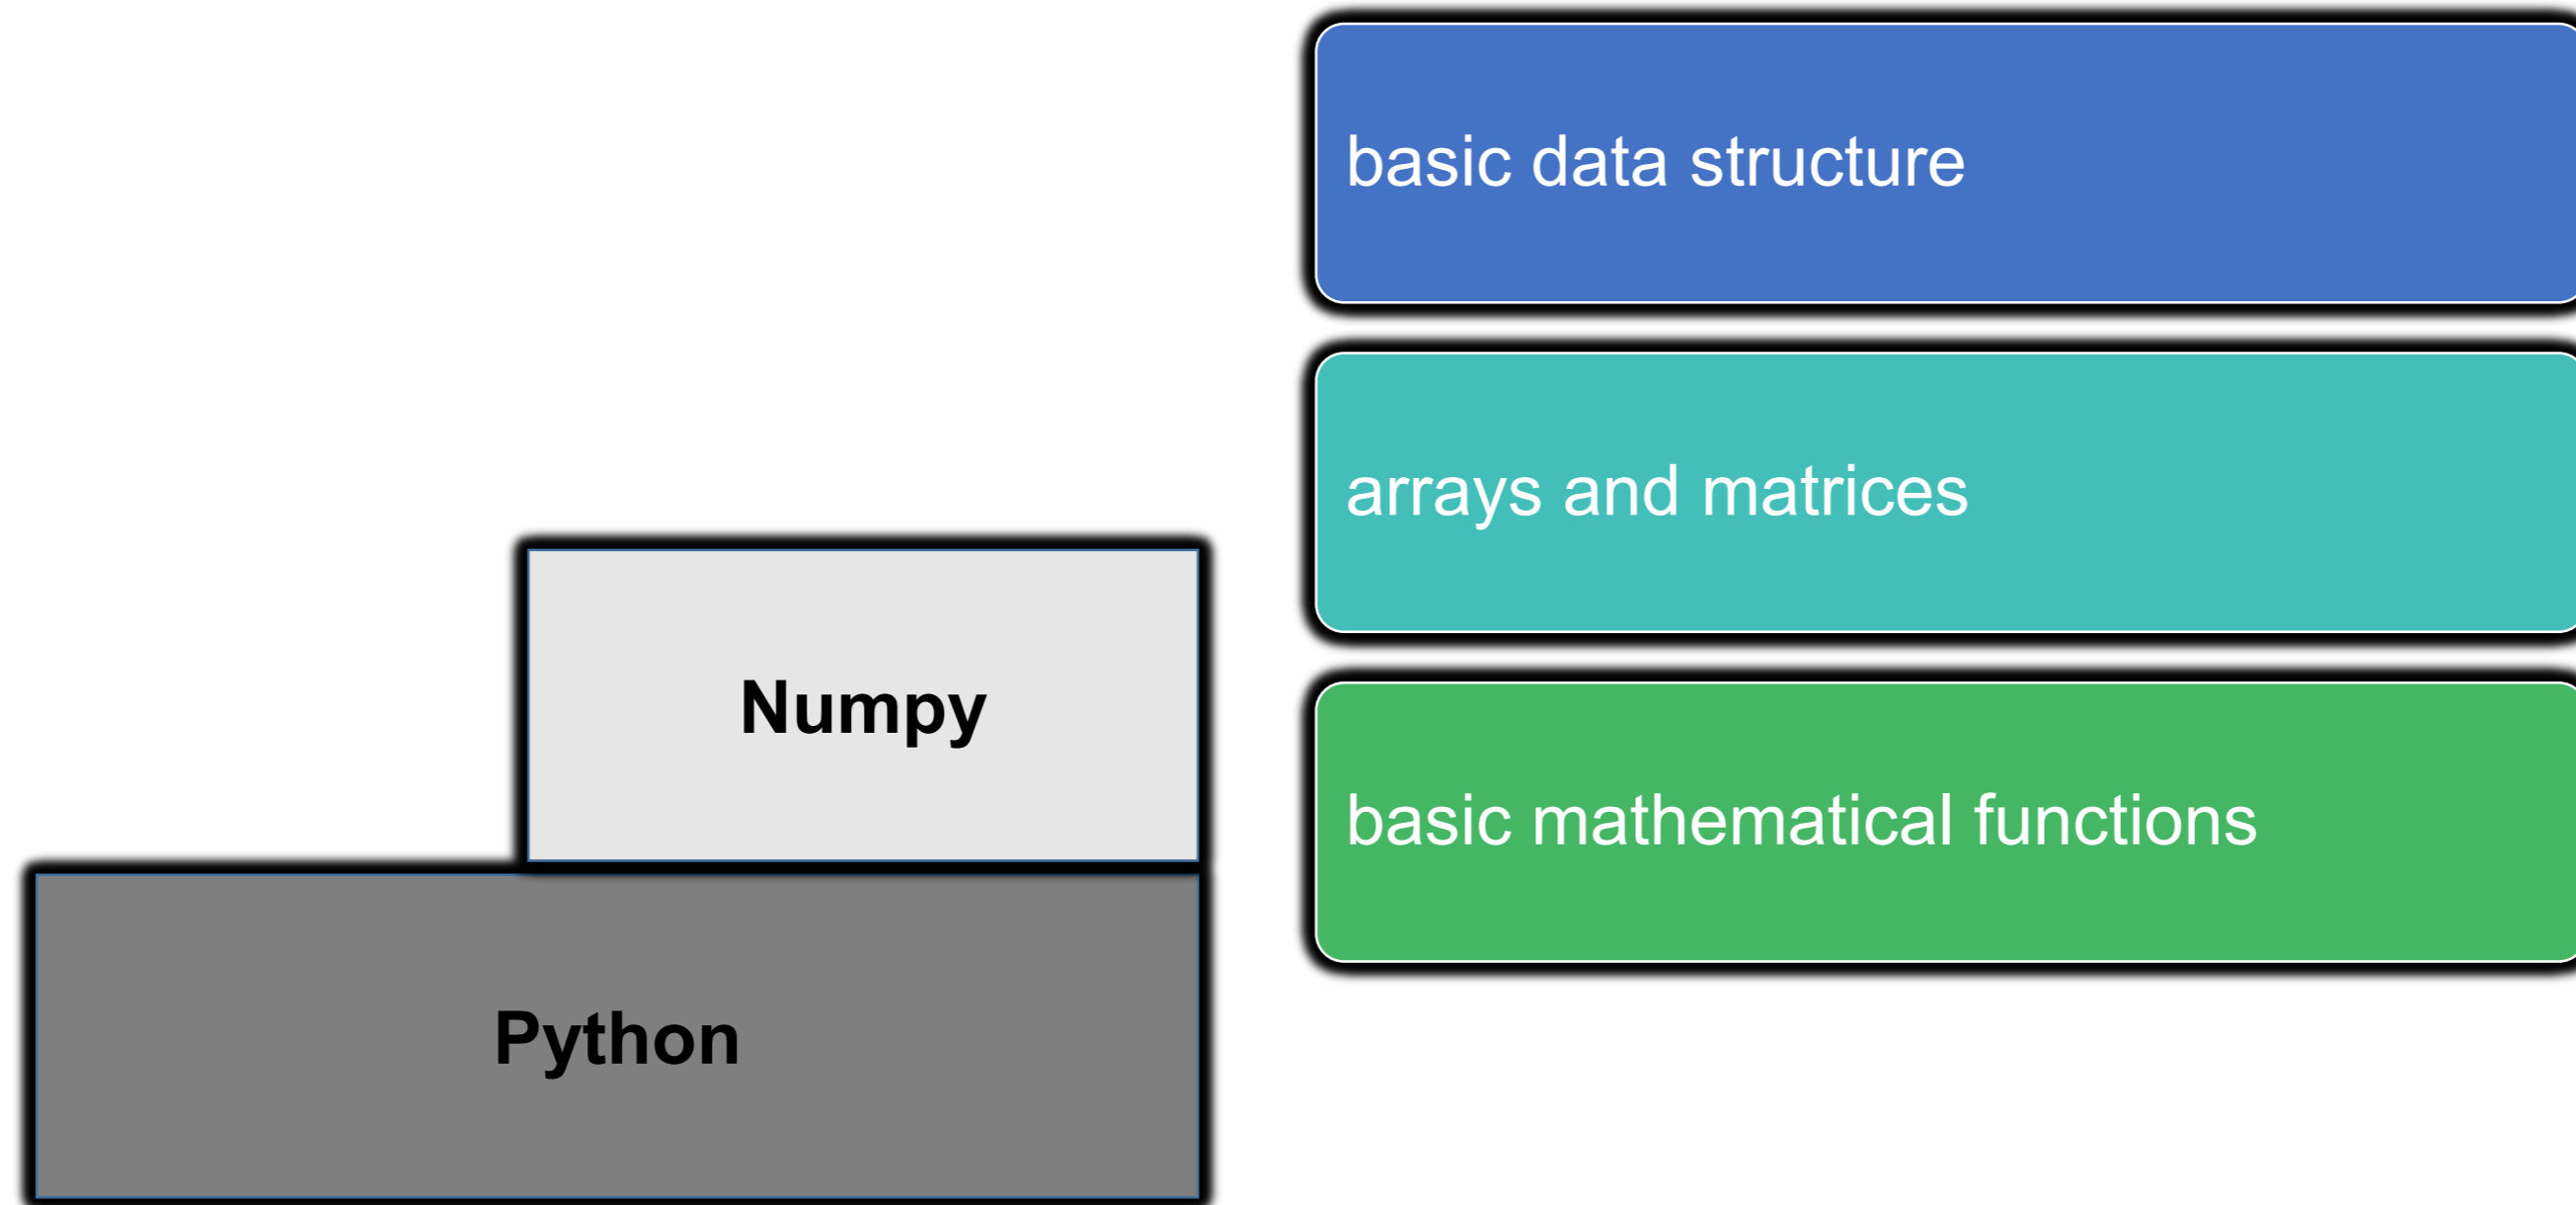 basic data structure
arrays and matrices
Numpy
basic mathematical functions
Python